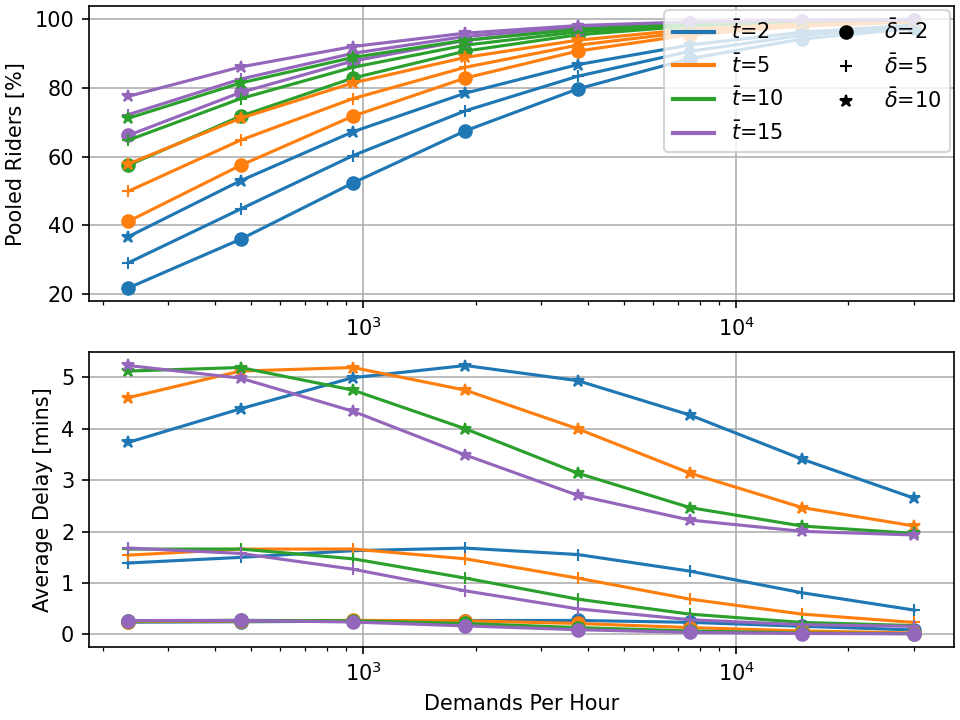 100
80
60
40
20
Pooled Riders [%]
10³
10⁴
t̄=2
t̄=5
t̄=10
t̄=15
δ̄=2
δ̄=5
δ̄=10
5
4
3
2
1
0
Average Delay [mins]
10³
10⁴
Demands Per Hour